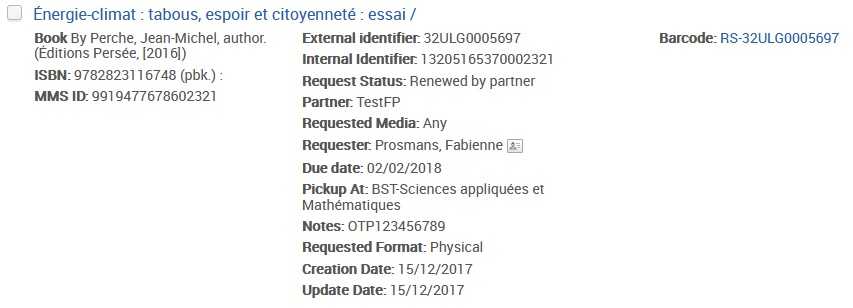 Énergie-climat : tabous, espoir et citoyenneté : essai /
Book By Perche, Jean-Michel, author.
(Éditions Persée, [2016])
ISBN: 9782823116748 (pbk.) :
MMS ID: 9919477678602321
External identifier: 32ULG0005697
Internal Identifier: 13205165370002321
Request Status: Renewed by partner
Partner: TestFP
Requested Media: Any
Requester: Prosmans, Fabienne
Due date: 02/02/2018
Pickup At: BST-Sciences appliquées et
Mathématiques
Notes: OTP123456789
Requested Format: Physical
Creation Date: 15/12/2017
Update Date: 15/12/2017
Barcode: RS-32ULG0005697